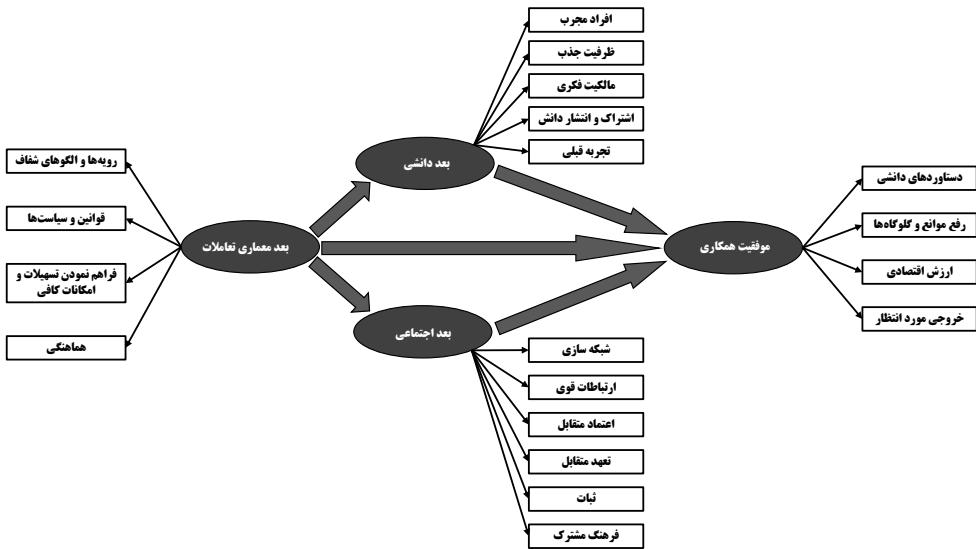 افراد مجرب
ظرفیت جذب
مالکیت فکری
اشتراک و انتشار دانش
تجربه قبلی
بعد دانشی
رویه‌ها و الگوهای شفاف
قوانین و سیاست‌ها
فراهم نمودن تسهیلات و
امکانات کافی
هماهنگی
بعد معماری تعاملات
موفقیت همکاری
دستاوردهای دانشی
رفع موانع و گلوگاه‌ها
ارزش اقتصادی
خروجی مورد انتظار
بعد اجتماعی
شبکه سازی
ارتباطات قوی
اعتماد متقابل
تعهد متقابل
ثبات
فرهنگ مشترک